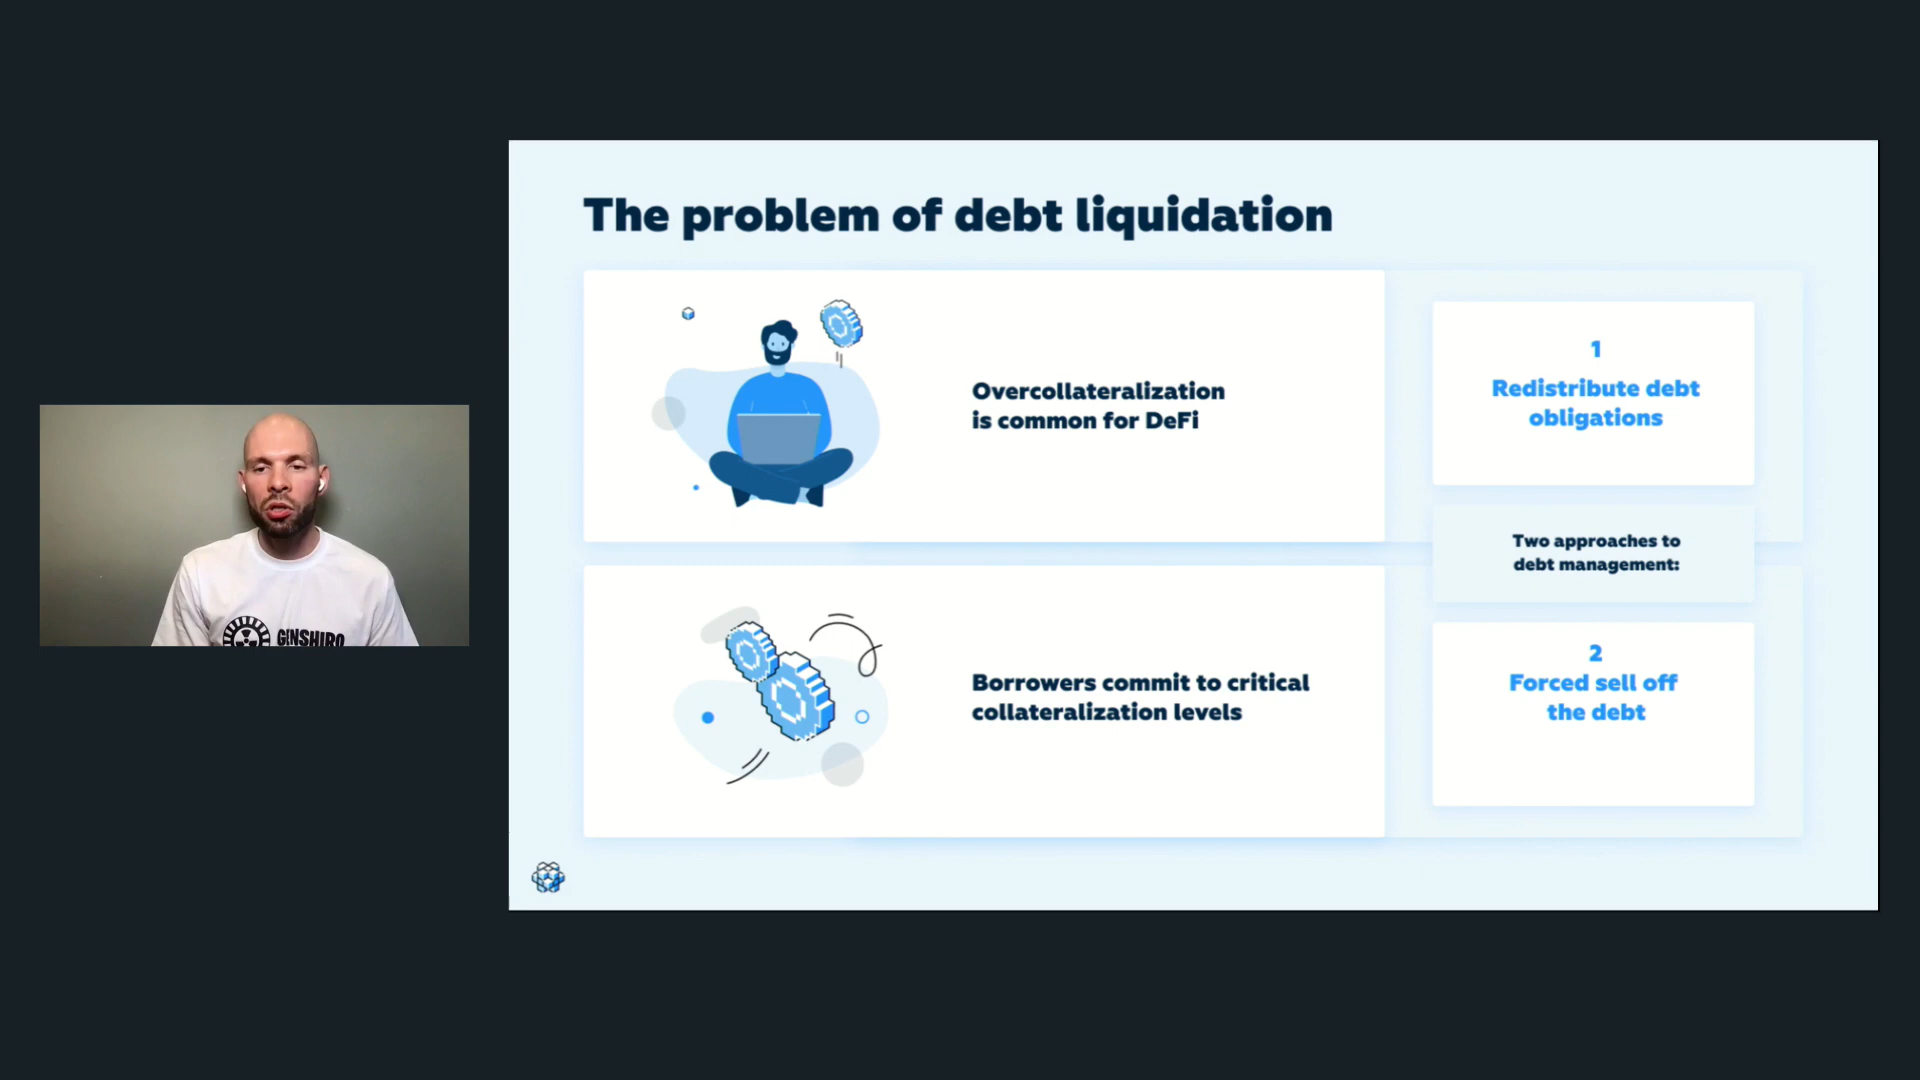 The problem of debt liquidation
Overcollateralization
is common for DeFi
Borrowers commit to critical
collateralization levels
1
Redistribute debt
obligations
Two approaches to
debt management:
2
Forced sell off
the debt
GENSHIRO